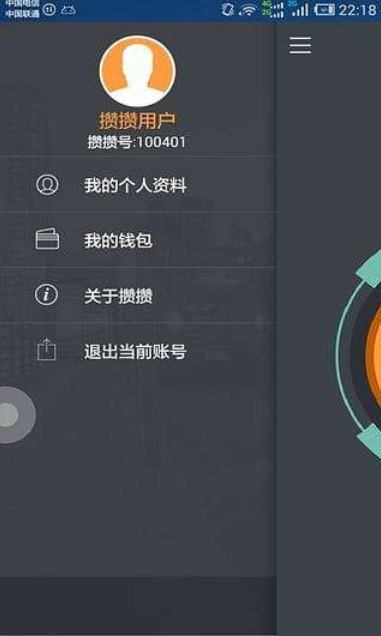 中国电信
中国联通
4G
2G
2G
22:18
攒攒用户
攒攒号:100401
我的个人资料
我的钱包
关于攒攒
退出当前账号